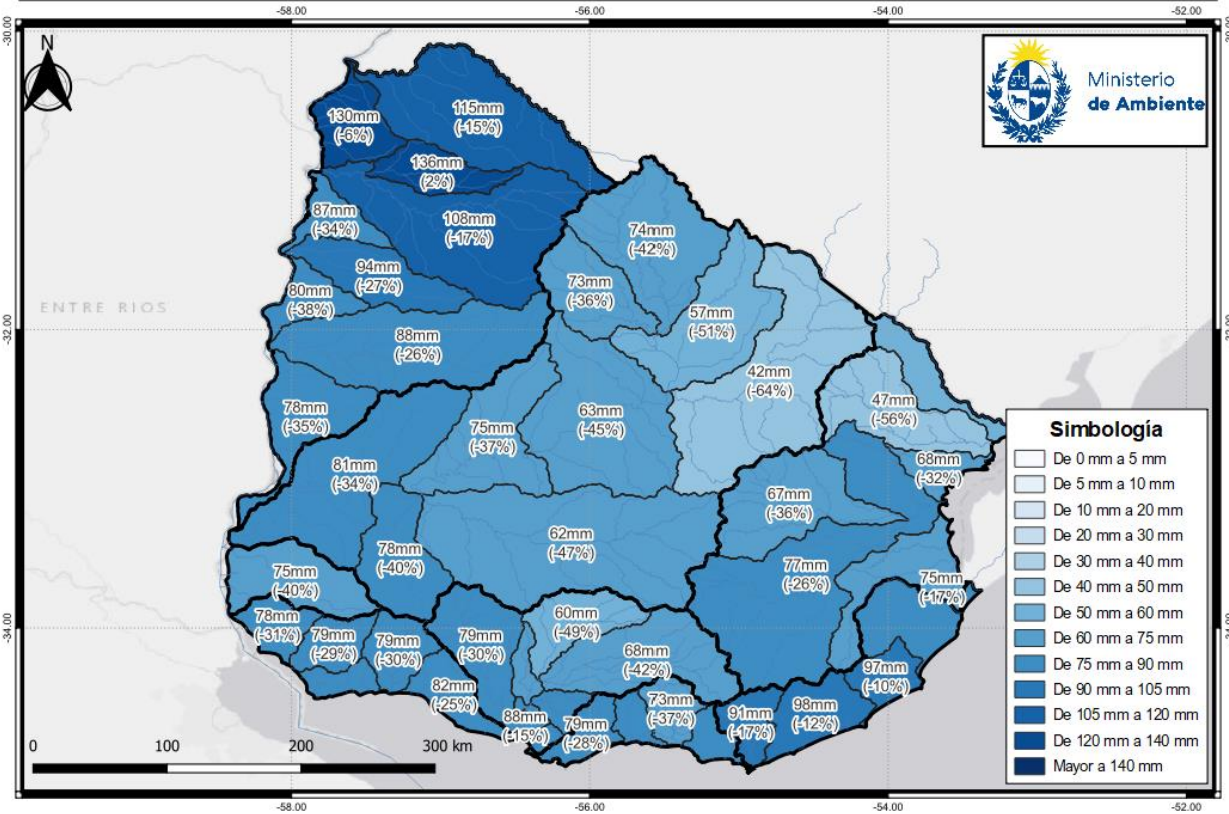 -58.00
-56.00
-54.00
-52.00
-30.00
N
Ministerio
de Ambiente
115mm
(-15%)
130mm
(-6%)
136mm
(2%)
87mm
(-34%)
108mm
(-17%)
74mm
(-42%)
94mm
(-27%)
73mm
(-36%)
80mm
(-38%)
ENTRE RIOS
57mm
(-51%)
-32.00
88mm
(-26%)
42mm
(-64%)
78mm
(-35%)
63mm
(-45%)
47mm
(-56%)
75mm
(-37%)
81mm
(-34%)
68mm
(-32%)
67mm
(-36%)
62mm
(-47%)
78mm
(-40%)
77mm
(-26%)
75mm
(-40%)
75mm
(-17%)
78mm
(-31%)
60mm
(-49%)
-34.00
79mm
(-29%)
79mm
(-30%)
79mm
(-30%)
68mm
(-42%)
97mm
(-10%)
82mm
(-25%)
73mm
(-37%)
88mm
(-15%)
79mm
(-28%)
91mm
(-17%)
98mm
(-12%)
Simbología
De 0 mm a 5 mm
De 5 mm a 10 mm
De 10 mm a 20 mm
De 20 mm a 30 mm
De 30 mm a 40 mm
De 40 mm a 50 mm
De 50 mm a 60 mm
De 60 mm a 75 mm
De 75 mm a 90 mm
De 90 mm a 105 mm
De 105 mm a 120 mm
De 120 mm a 140 mm
Mayor a 140 mm
0
100
200
300 km
-58.00
-56.00
-54.00
-52.00